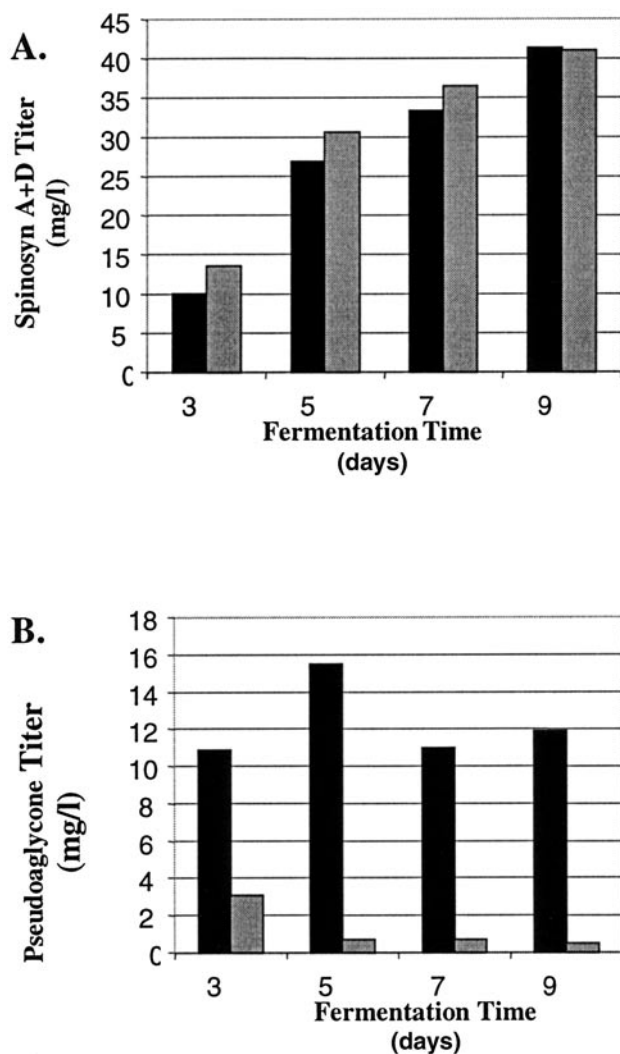 A.
Spinosyn A+D Titer
(mg/l)
45
40
35
30
25
20
15
10
5
C
3 5 7 9
Fermentation Time
(days)
B.
Pseudoaglycone Titer
(mg/l)
18
16
14
12
10
8
6
4
2
C
3 5 7 9
Fermentation Time
(days)